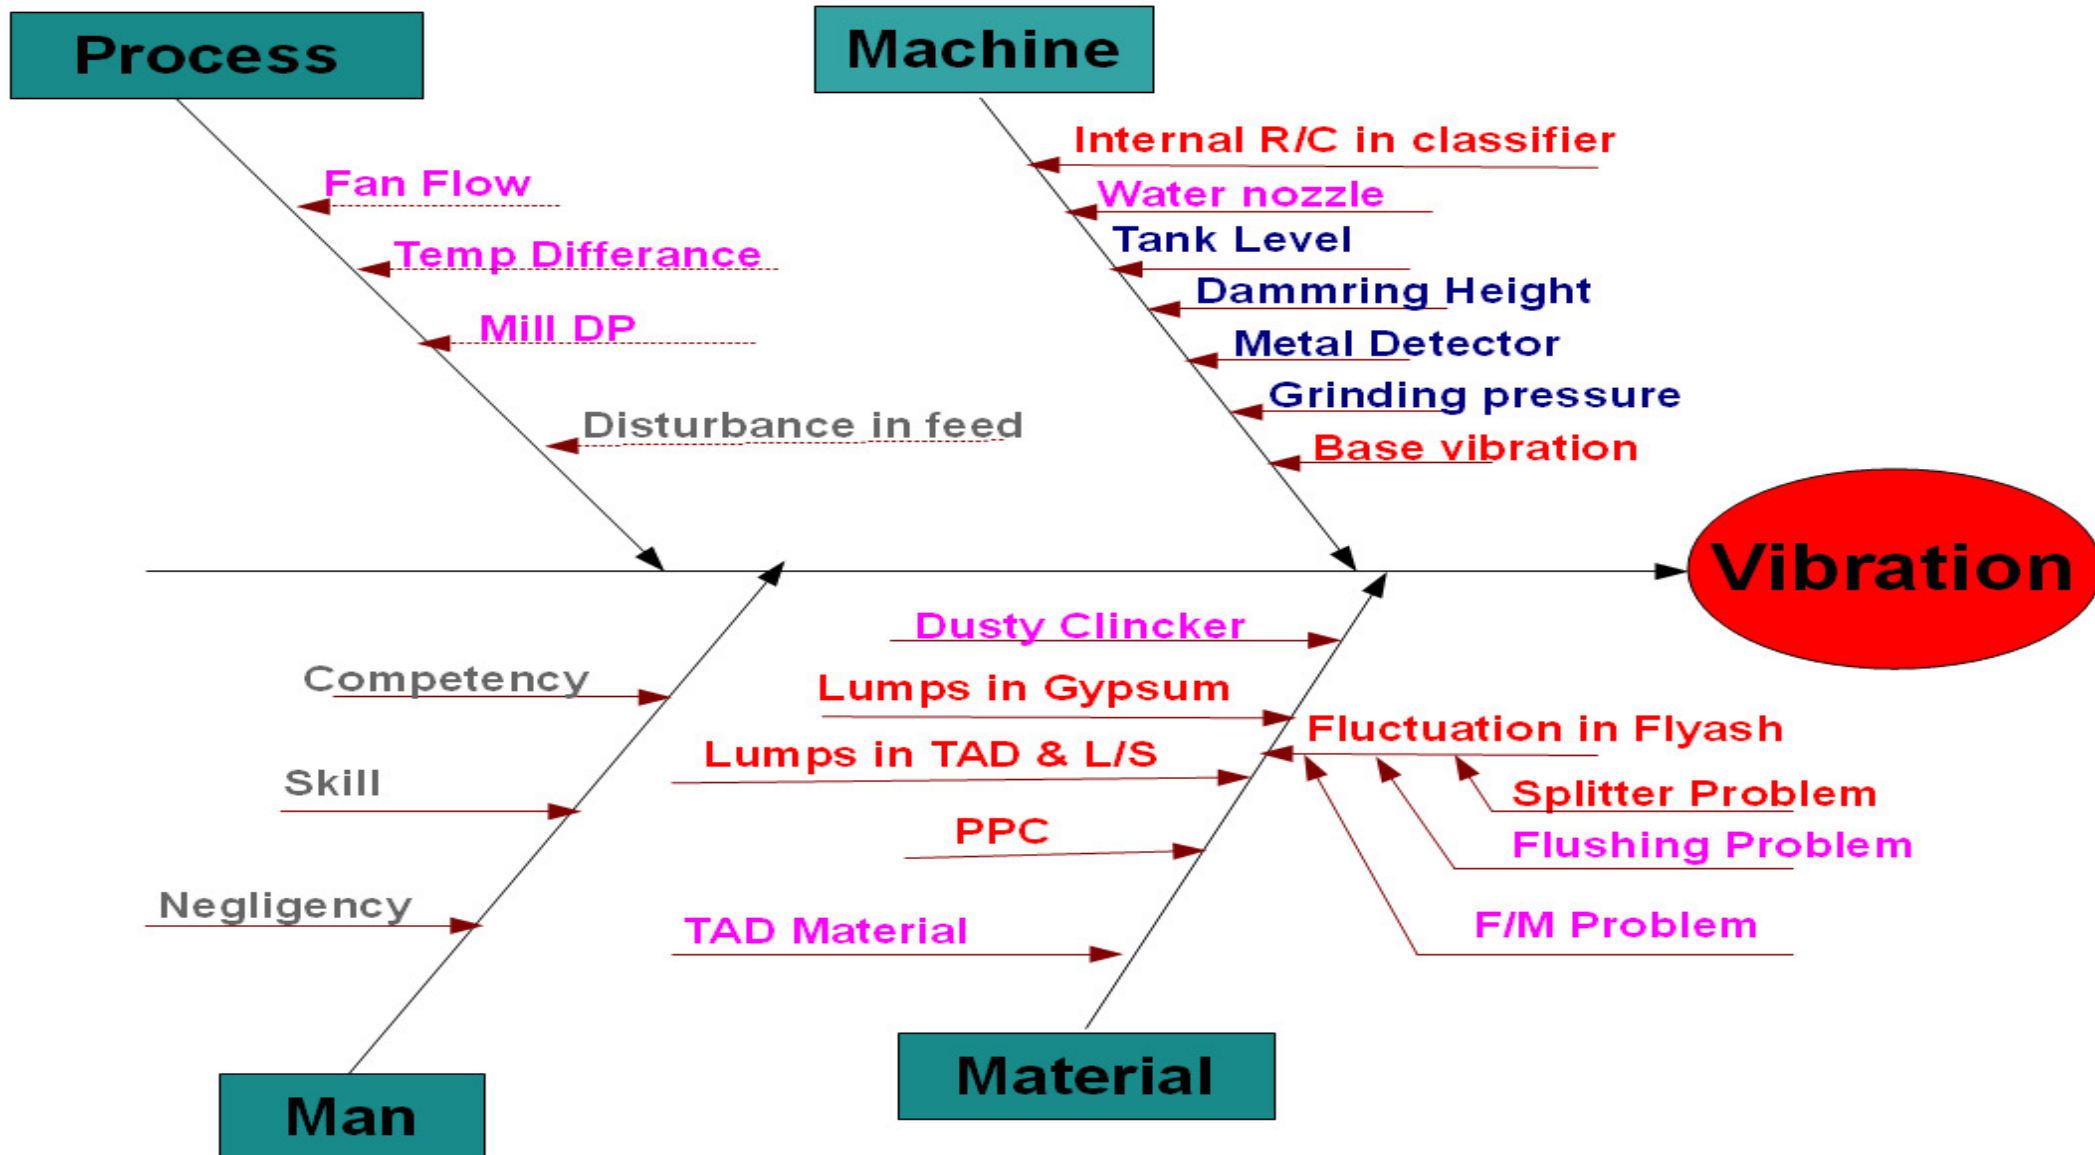 Process
Machine
Internal R/C in classifier
Fan Flow
Water nozzle
Temp Differance
Tank Level
Dammring Height
Mill DP
Metal Detector
Grinding pressure
Disturbance in feed
Base vibration
Vibration
Dusty Clincker
Competency
Lumps in Gypsum
Fluctuation in Flyash
Lumps in TAD & L/S
Skill
Splitter Problem
PPC
Flushing Problem
Negligency
TAD Material
F/M Problem
Material
Man